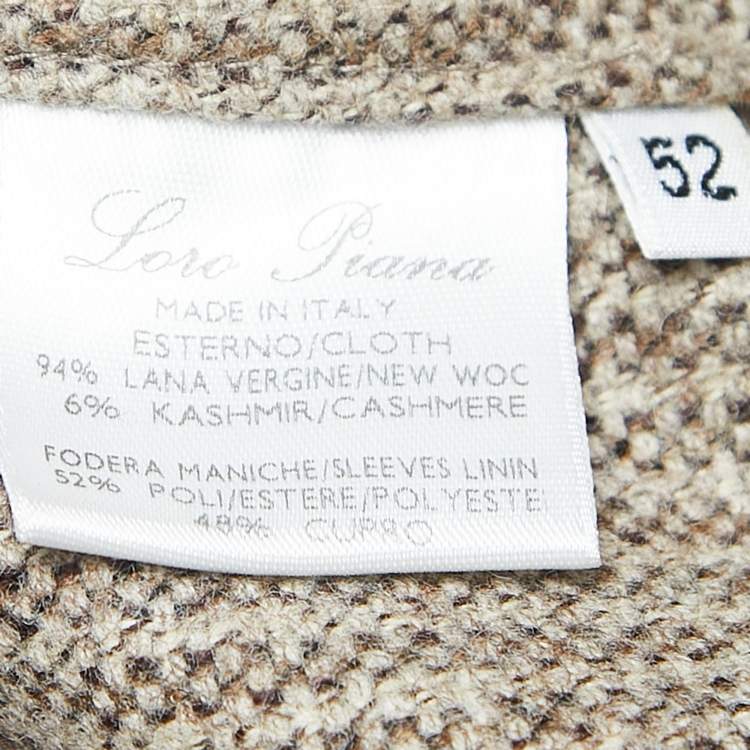 Loro Piana
MADE IN ITALY
ESTERNO/CLOTH
94% LANA VERGINE/NEW WOO
6% KASHMIR/CASHMERE
FODERA MANICHE/SLEEVES LININ
52% POLI/ESTERE/POLYESTE
48% CUPRO
52